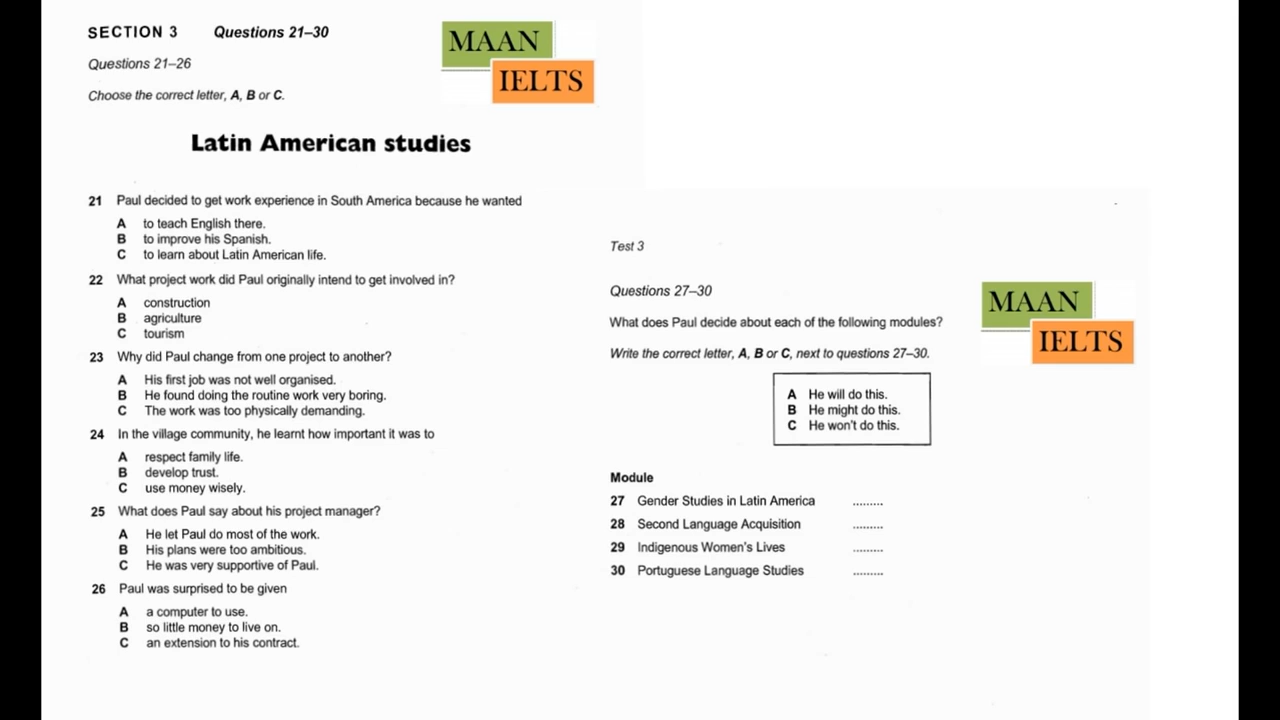 SECTION 3 Questions 21–30
Questions 21–26
Choose the correct letter, A, B or C.
MAAN
IELTS
Latin American studies
21 Paul decided to get work experience in South America because he wanted
A to teach English there.
B to improve his Spanish.
C to learn about Latin American life.
22 What project work did Paul originally intend to get involved in?
A construction
B agriculture
C tourism
23 Why did Paul change from one project to another?
A His first job was not well organised.
B He found doing the routine work very boring.
C The work was too physically demanding.
24 In the village community, he learnt how important it was to
A respect family life.
B develop trust.
C use money wisely.
25 What does Paul say about his project manager?
A He let Paul do most of the work.
B His plans were too ambitious.
C He was very supportive of Paul.
26 Paul was surprised to be given
A a computer to use.
B so little money to live on.
C an extension to his contract.
Test 3
Questions 27–30
What does Paul decide about each of the following modules?
Write the correct letter, A, B or C, next to questions 27–30.
MAAN
IELTS
A He will do this.
B He might do this.
C He won't do this.
Module
27 Gender Studies in Latin America .........
28 Second Language Acquisition .........
29 Indigenous Women's Lives .........
30 Portuguese Language Studies .........